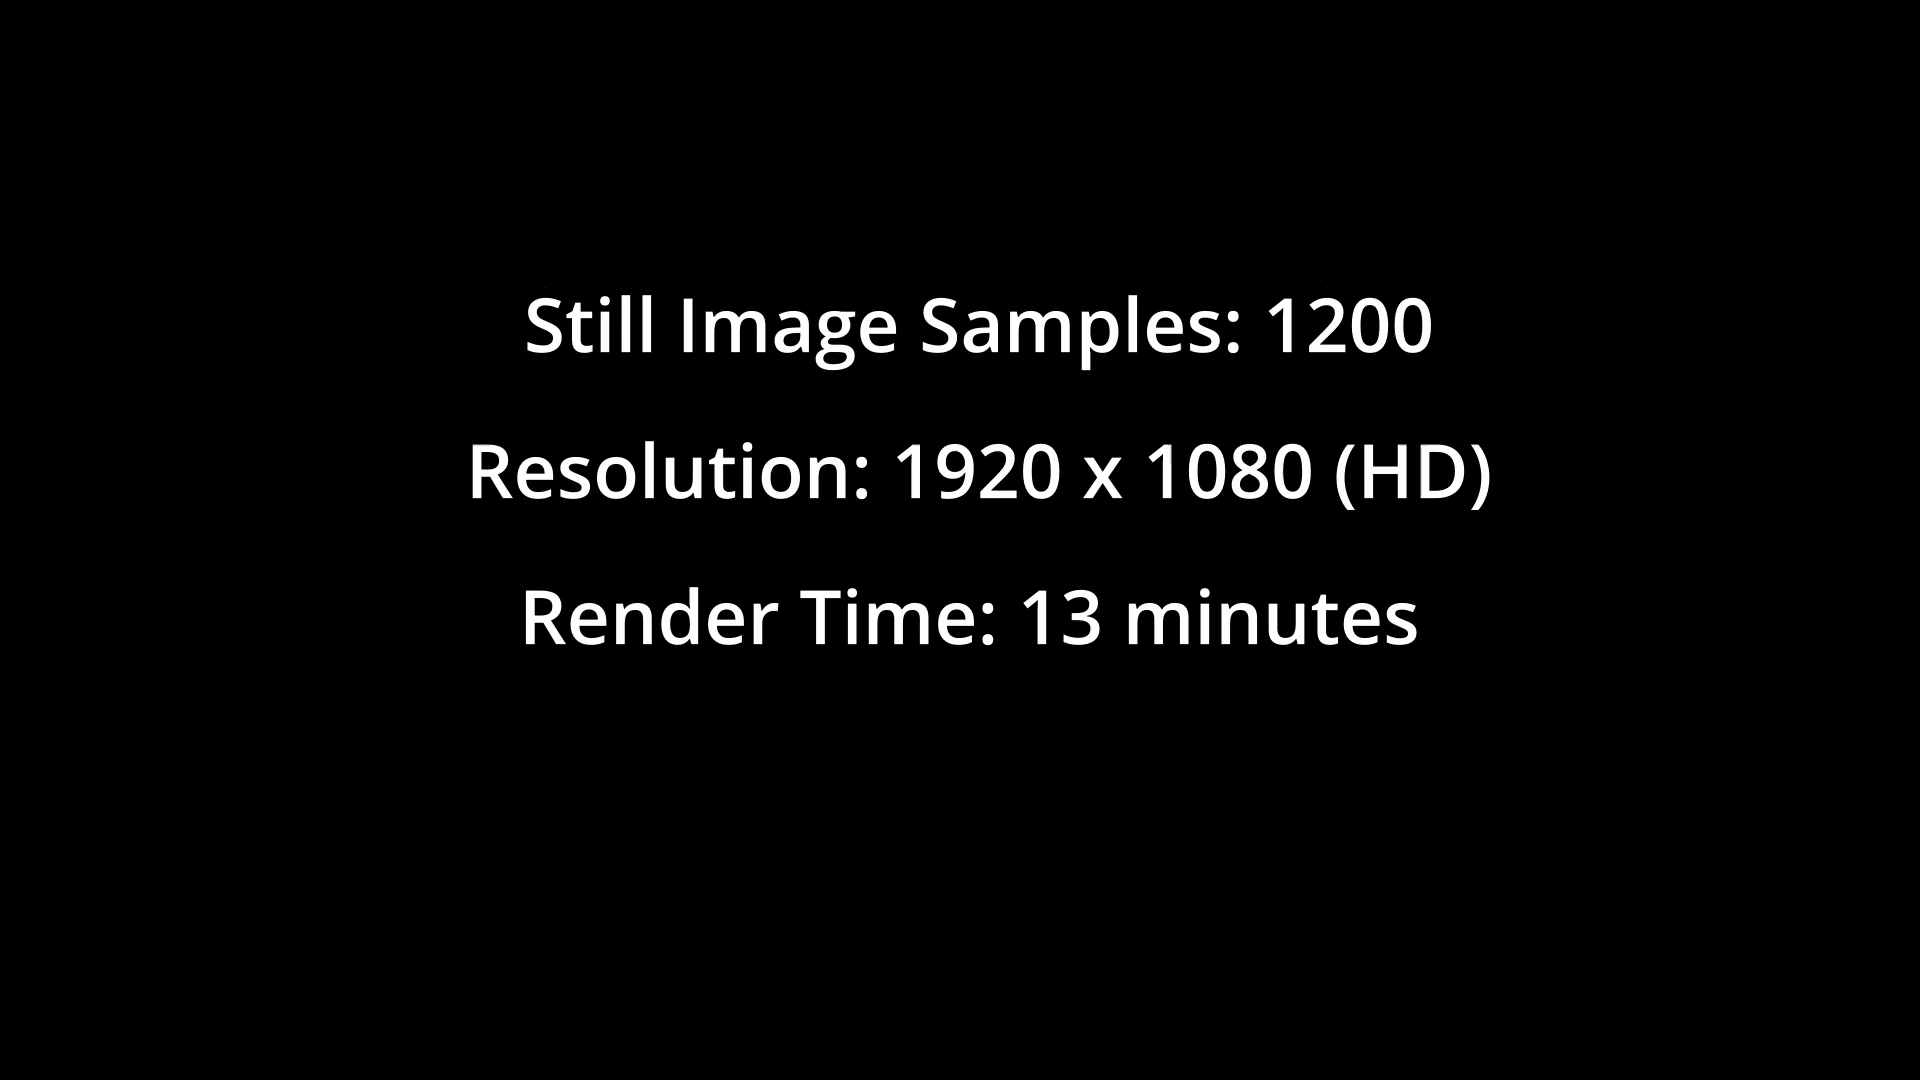 Still Image Samples: 1200
Resolution: 1920 x 1080 (HD)
Render Time: 13 minutes